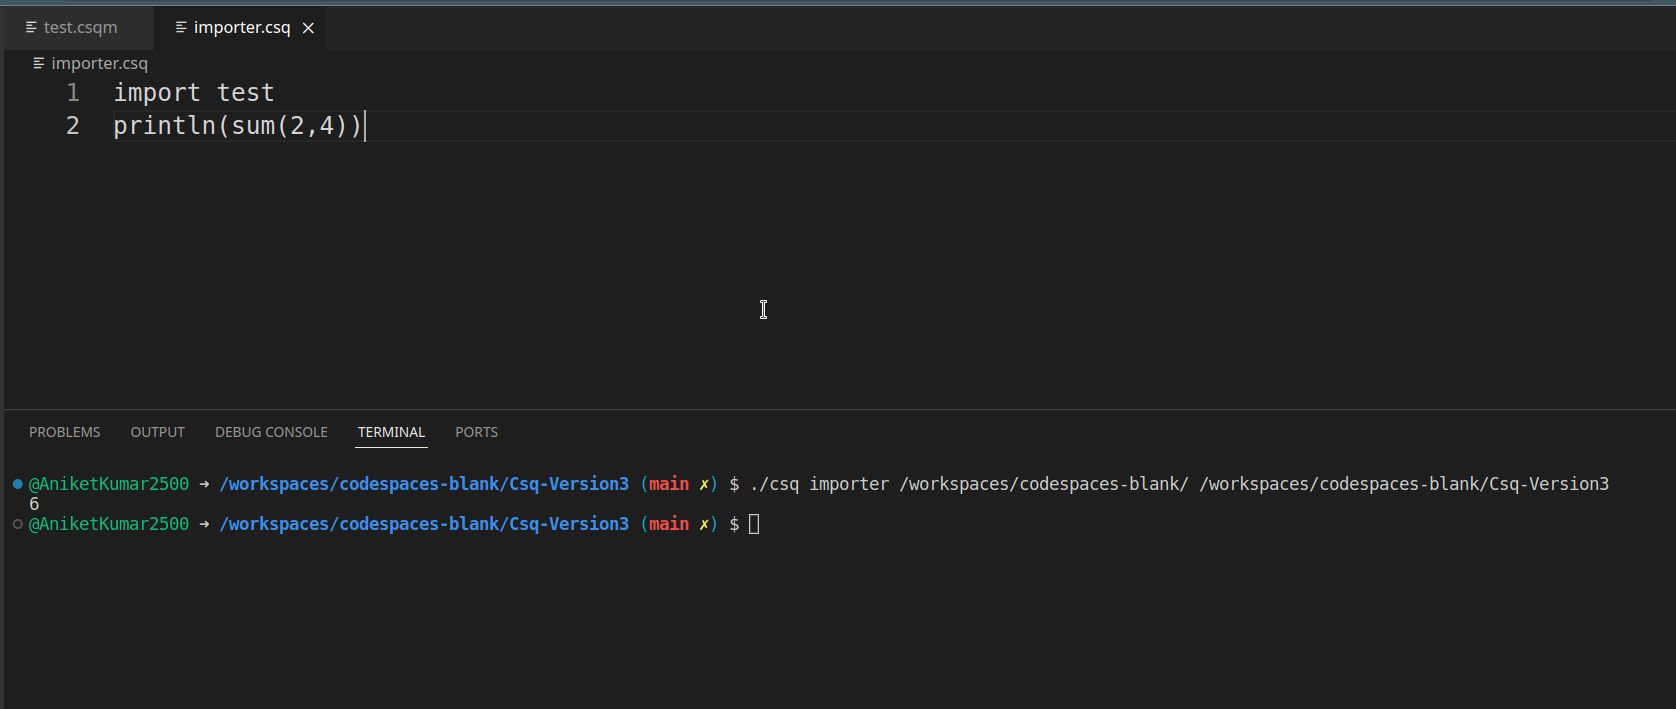 test.csqm importer.csq
importer.csq
1 import test
2 println(sum(2,4))
PROBLEMS OUTPUT DEBUG CONSOLE TERMINAL PORTS
@AniketKumar2500 → /workspaces/codespaces-blank/Csq-Version3 (main ✗) $ ./csq importer /workspaces/codespaces-blank/ /workspaces/codespaces-blank/Csq-Version3
6
@AniketKumar2500 → /workspaces/codespaces-blank/Csq-Version3 (main ✗) $